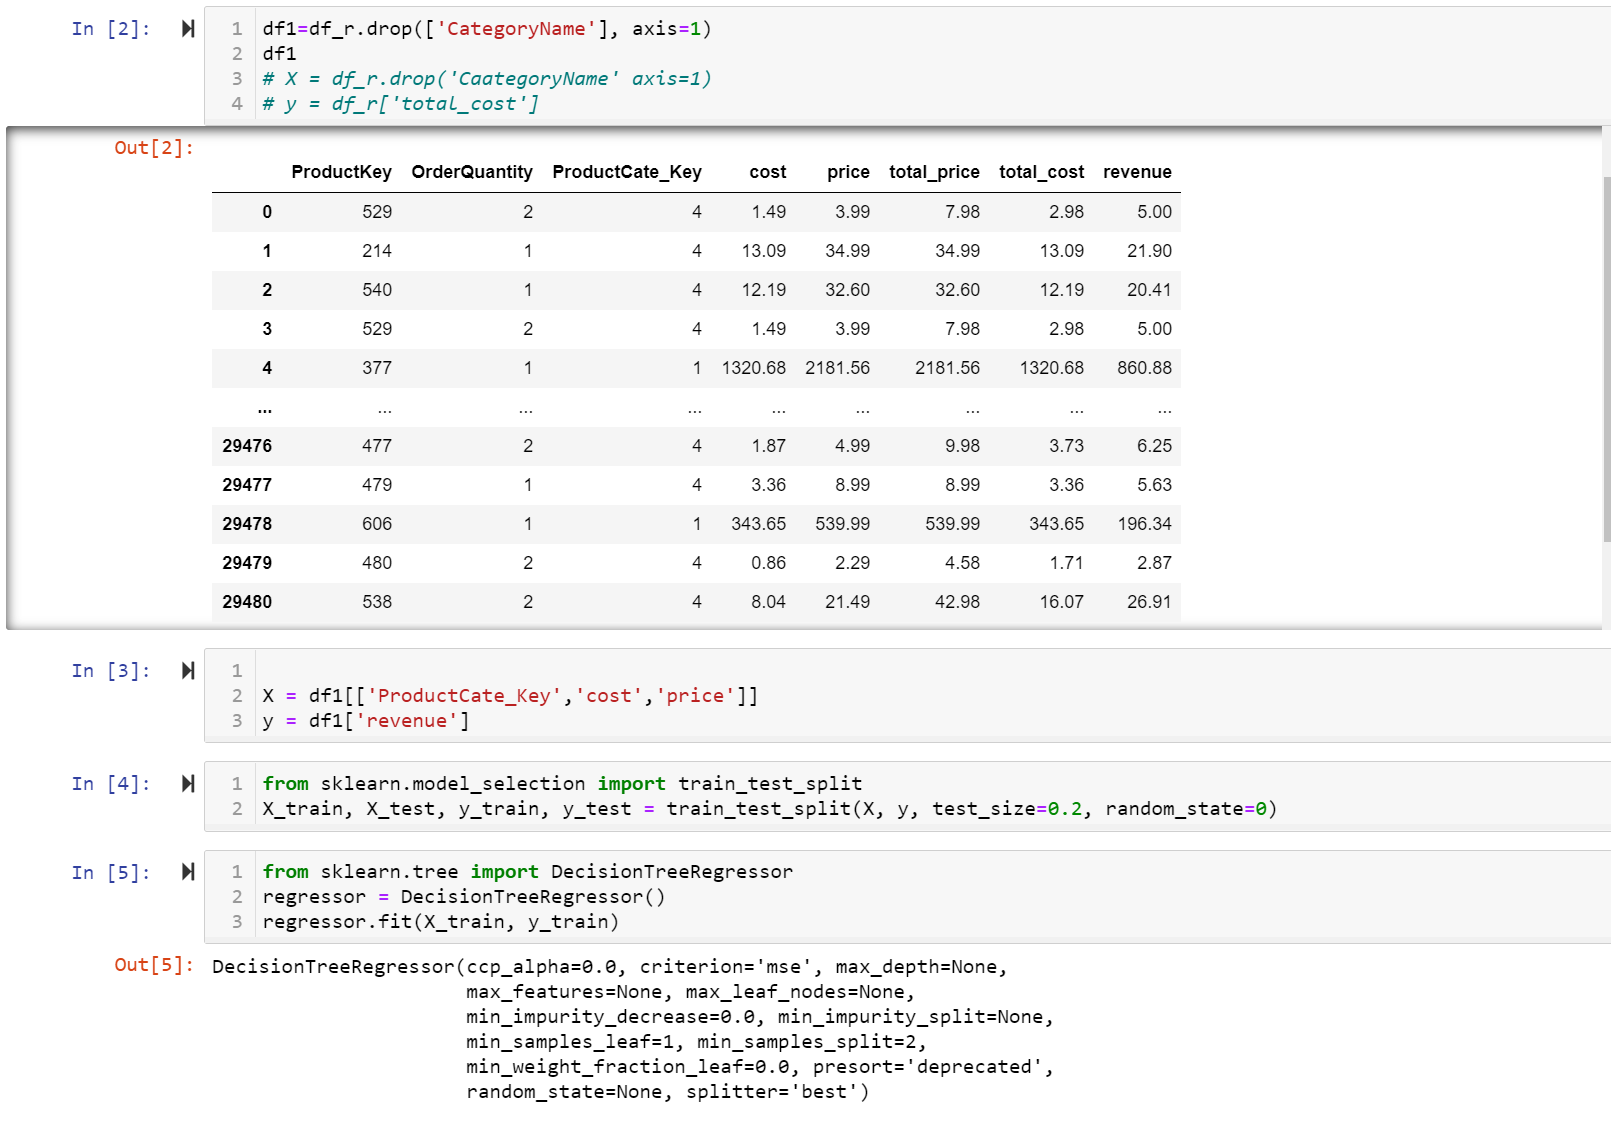 In [2]:
1 df1=df_r.drop(['CategoryName'], axis=1)
2 df1
3 # X = df_r.drop('CaategoryName' axis=1)
4 # y = df_r['total_cost']
Out[2]:
ProductKey OrderQuantity ProductCate_Key cost price total_price total_cost revenue
0 529 2 4 1.49 3.99 7.98 2.98 5.00
1 214 1 4 13.09 34.99 34.99 13.09 21.90
2 540 1 4 12.19 32.60 32.60 12.19 20.41
3 529 2 4 1.49 3.99 7.98 2.98 5.00
4 377 1 1 1320.68 2181.56 2181.56 1320.68 860.88
... ... ... ... ... ... ... ... ...
29476 477 2 4 1.87 4.99 9.98 3.73 6.25
29477 479 1 4 3.36 8.99 8.99 3.36 5.63
29478 606 1 1 343.65 539.99 539.99 343.65 196.34
29479 480 2 4 0.86 2.29 4.58 1.71 2.87
29480 538 2 4 8.04 21.49 42.98 16.07 26.91
In [3]:
1
2 X = df1[['ProductCate_Key','cost','price']]
3 y = df1['revenue']
In [4]:
1 from sklearn.model_selection import train_test_split
2 X_train, X_test, y_train, y_test = train_test_split(X, y, test_size=0.2, random_state=0)
In [5]:
1 from sklearn.tree import DecisionTreeRegressor
2 regressor = DecisionTreeRegressor()
3 regressor.fit(X_train, y_train)
Out[5]: DecisionTreeRegressor(ccp_alpha=0.0, criterion='mse', max_depth=None,
max_features=None, max_leaf_nodes=None,
min_impurity_decrease=0.0, min_impurity_split=None,
min_samples_leaf=1, min_samples_split=2,
min_weight_fraction_leaf=0.0, presort='deprecated',
random_state=None, splitter='best')